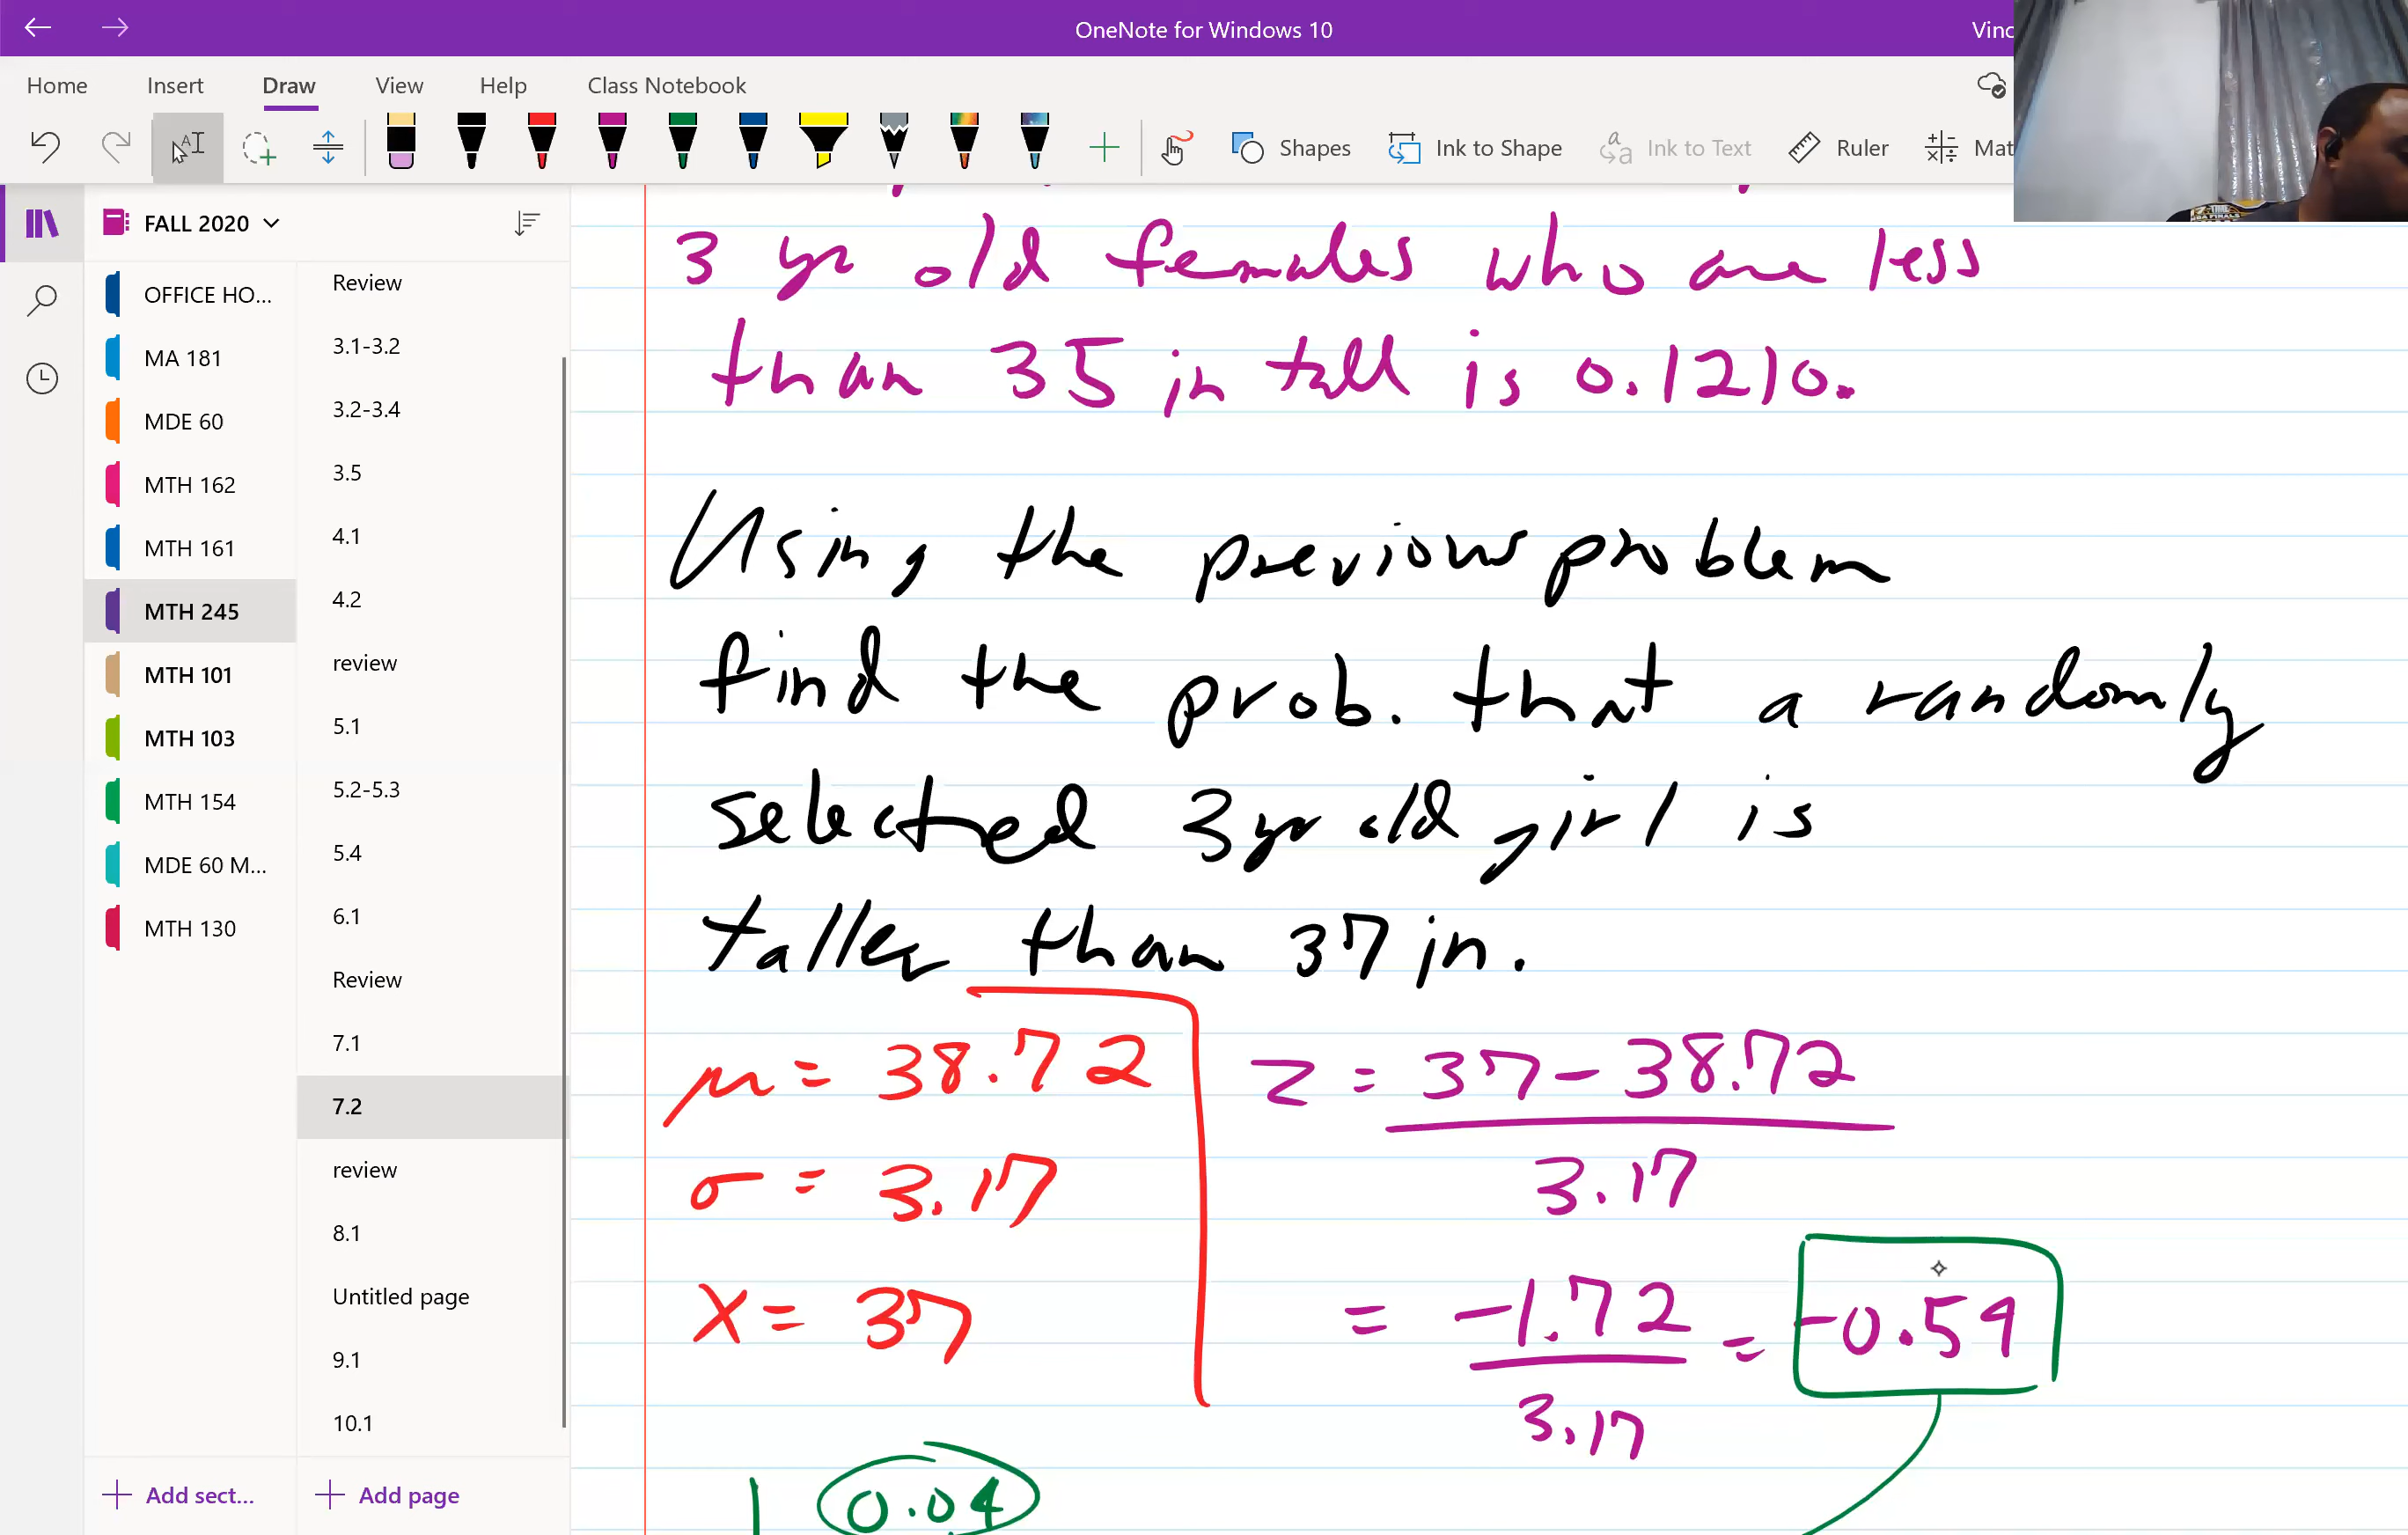 OneNote for Windows 10
Vinc
Home Insert Draw View Help Class Notebook
Shapes Ink to Shape Ink to Text Ruler Mat
FALL 2020
OFFICE HO...
MA 181
MDE 60
MTH 162
MTH 161
MTH 245
MTH 101
MTH 103
MTH 154
MDE 60 M...
MTH 130
Add sect...
Review
3.1-3.2
3.2-3.4
3.5
4.1
4.2
review
5.1
5.2-5.3
5.4
6.1
Review
7.1
7.2
review
8.1
Untitled page
9.1
10.1
Add page
3 yr old females who are less
than 35 in tall is 0.1210.
Using the previous problem
find the prob. that a randomly
selected 3 yr old girl is
taller than 37 in.
μ = 38.72
σ = 3.17
X = 37
z = 37 - 38.72
3.17
= -1.72 = -0.54
3.17
0.04